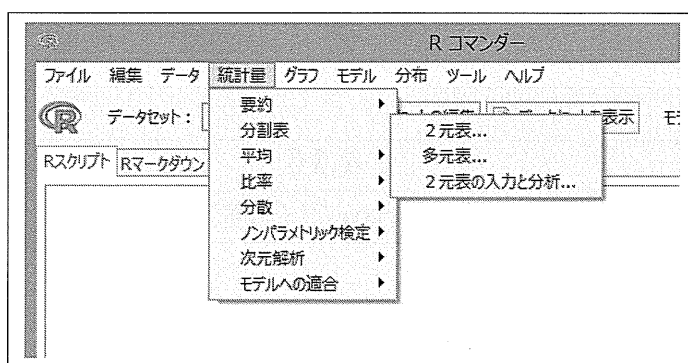 R コマンダー
ファイル 編集 データ 統計量 グラフ モデル 分布 ツール ヘルプ
R データセット: の表示
Rスクリプト Rマークダウン
要約
分割表
平均
比率
分散
ノンパラメトリック検定
次元解析
モデルへの適合
2元表...
多元表...
2元表の入力と分析...